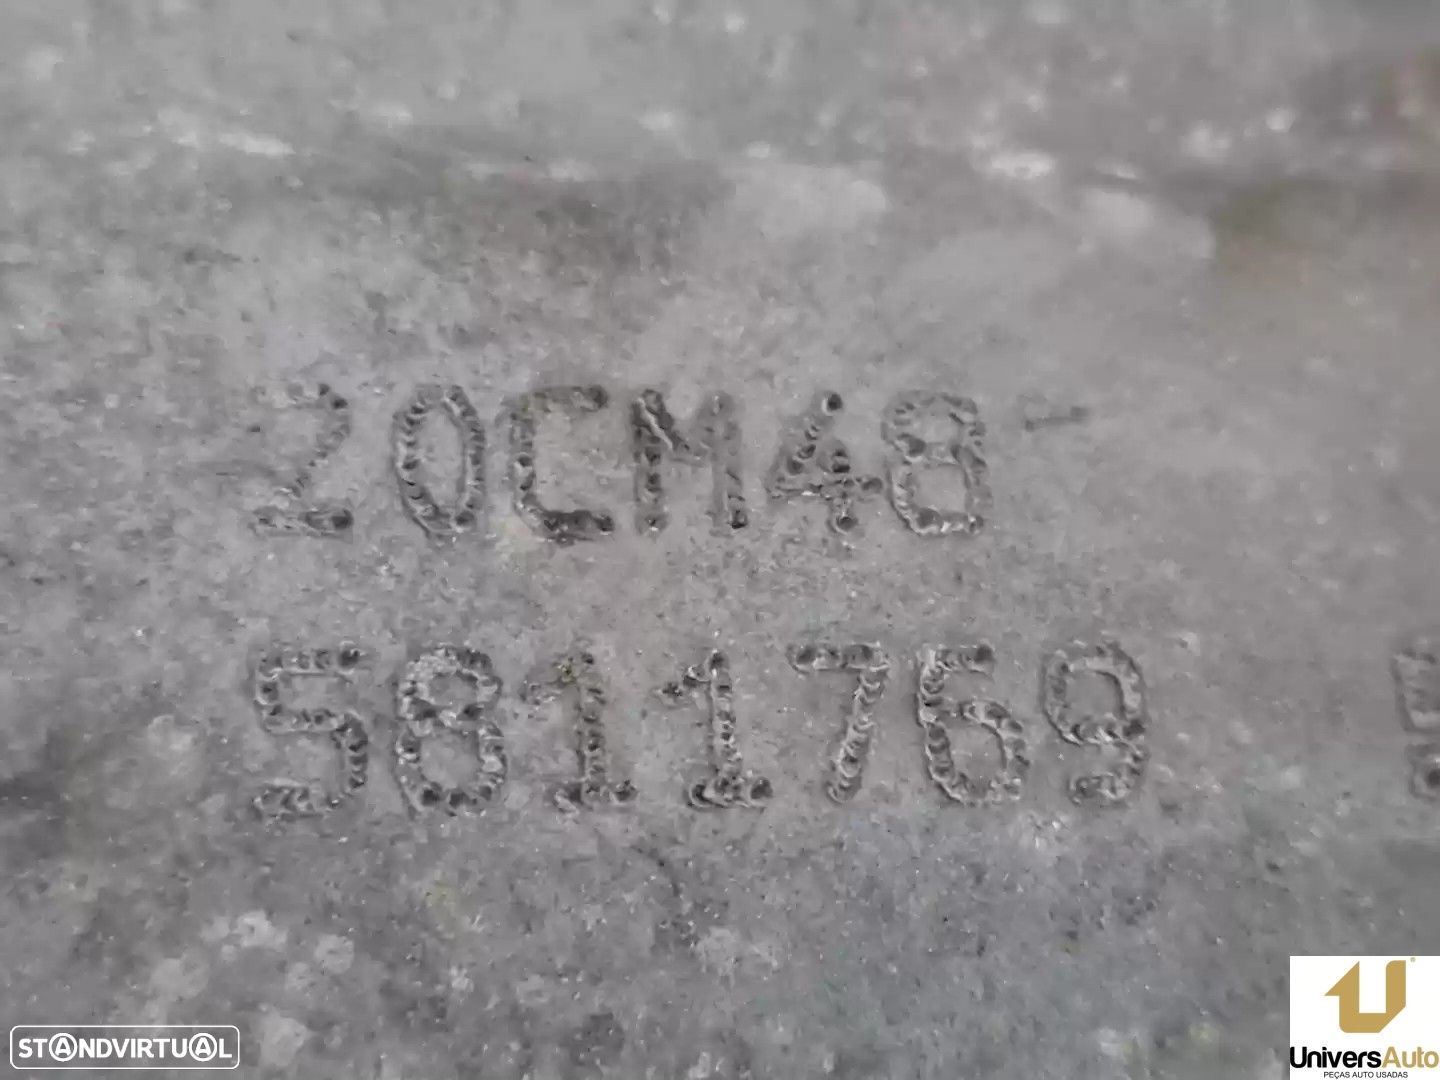 20CM48-
5811769
STANDVIRTUAL
UniversAuto
PEÇAS AUTO USADAS